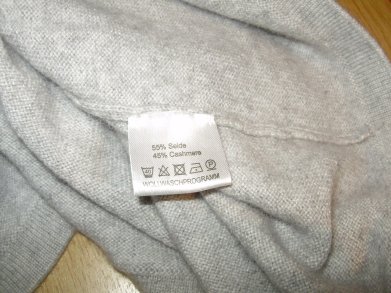 55% Seide
45% Cashmere
WOLLWASCHPROGRAMM